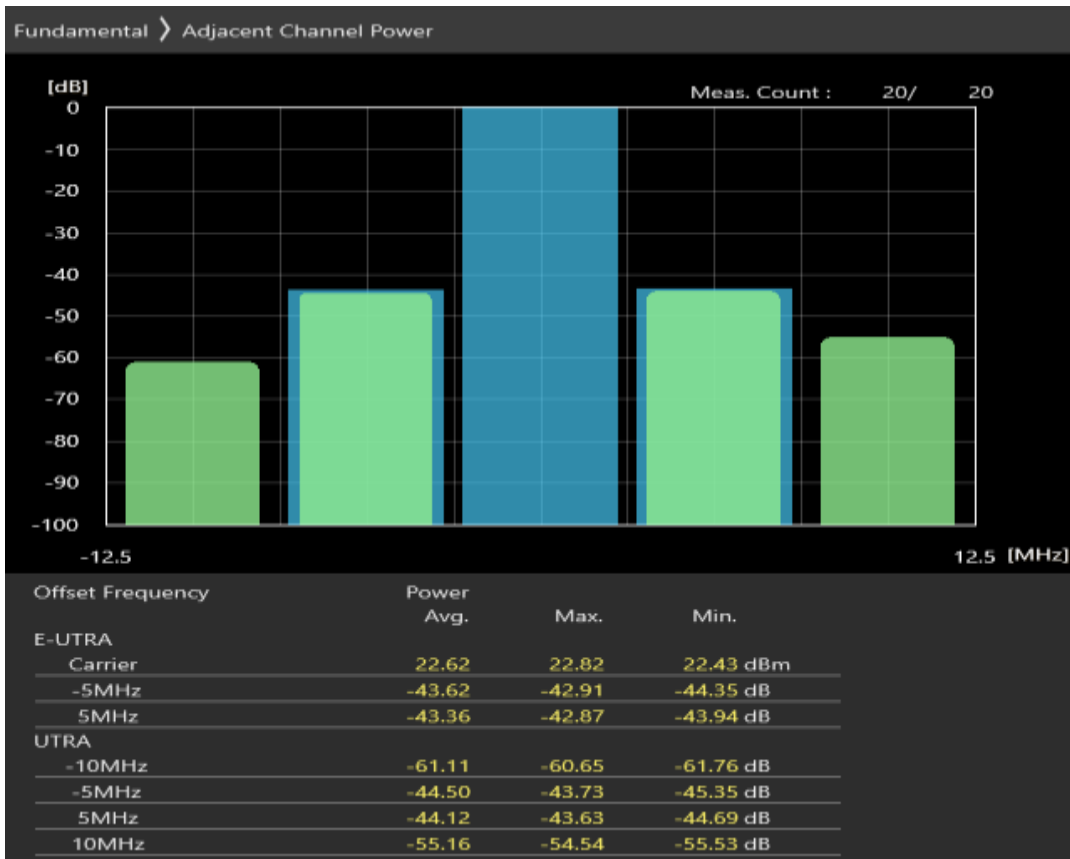 Fundamental 〉 Adjacent Channel Power
[dB]
Meas. Count : 20/ 20
0
-10
-20
-30
-40
-50
-60
-70
-80
-90
-100
-12.5 12.5 [MHz]
Offset Frequency Power
Avg. Max. Min.
E-UTRA
Carrier 22.62 22.82 22.43 dBm
-5MHz -43.62 -42.91 -44.35 dB
5MHz -43.36 -42.87 -43.94 dB
UTRA
-10MHz -61.11 -60.65 -61.76 dB
-5MHz -44.50 -43.73 -45.35 dB
5MHz -44.12 -43.63 -44.69 dB
10MHz -55.16 -54.54 -55.53 dB